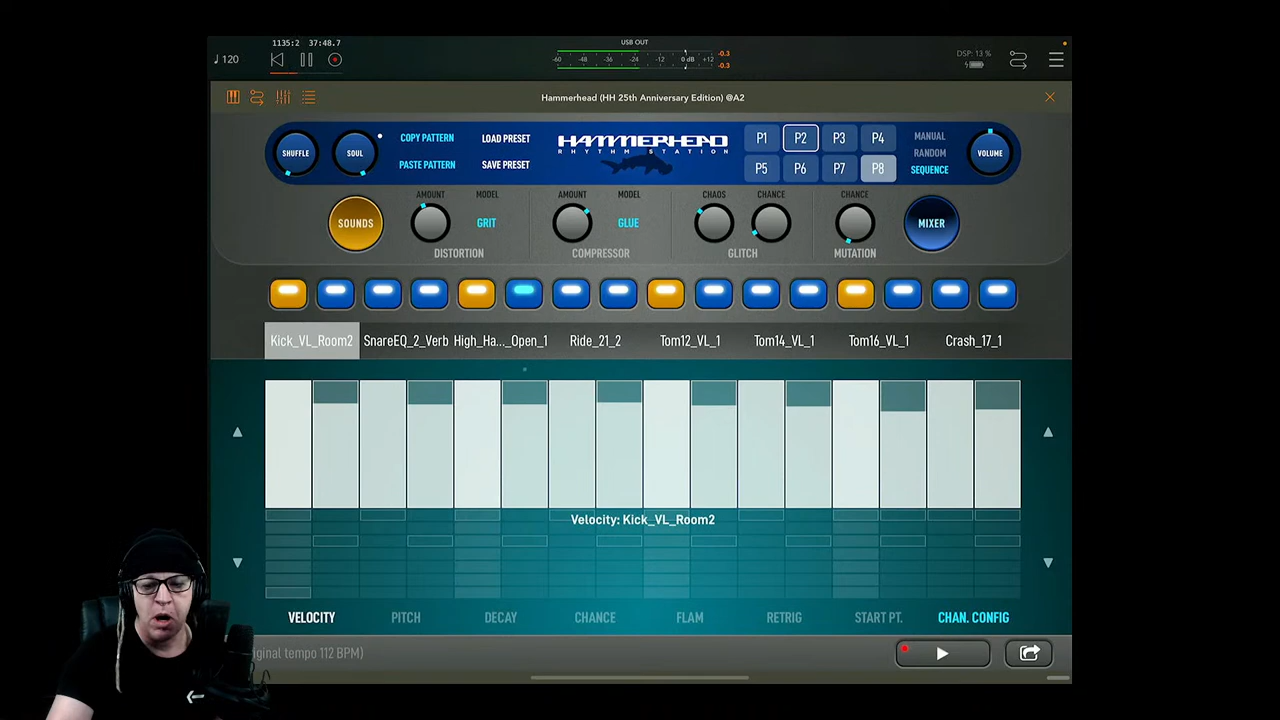 1135:2 37:48.7
120
USB OUT
-60 -48 -36 -24 -12 0 dB +12
-0.3
-0.3
DSP: 13 %
Hammerhead (HH 25th Anniversary Edition) @A2
SHUFFLE
SOUL
COPY PATTERN
PASTE PATTERN
LOAD PRESET
SAVE PRESET
HAMMERHEAD
RHYTHM STATION
P1 P2 P3 P4
P5 P6 P7 P8
MANUAL
RANDOM
SEQUENCE
VOLUME
SOUNDS
AMOUNT MODEL
GRIT
DISTORTION
AMOUNT MODEL
GLUE
COMPRESSOR
CHAOS CHANCE
GLITCH
CHANCE
MUTATION
MIXER
Kick_VL_Room2 SnareEQ_2_Verb High_Ha..._Open_1 Ride_21_2 Tom12_VL_1 Tom14_VL_1 Tom16_VL_1 Crash_17_1
Velocity: Kick_VL_Room2
VELOCITY PITCH DECAY CHANCE FLAM RETRIG START PT. CHAN. CONFIG
ginal tempo 112 BPM)